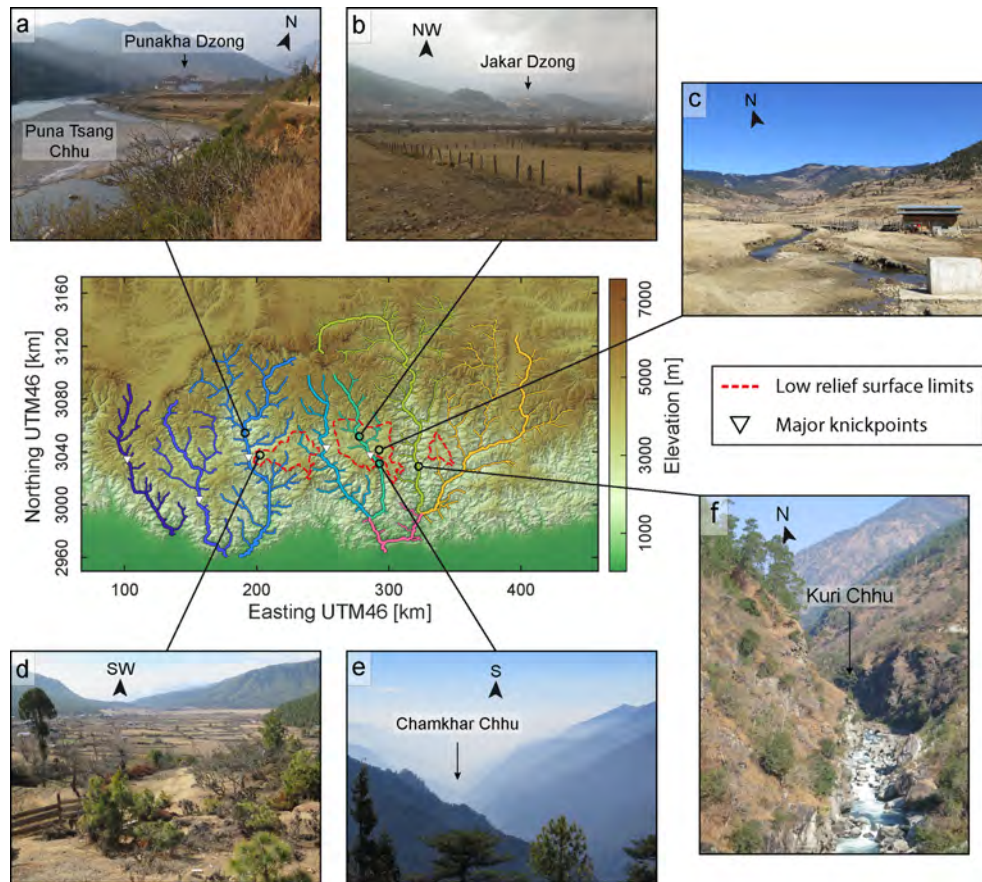 a
N
Punakha Dzong
Puna Tsang
Chhu
b
NW
Jakar Dzong
c
N
3160
3120
3080
3040
3000
2960
Northing UTM46 [km]
100
200
300
400
Easting UTM46 [km]
7000
5000
3000
1000
Elevation [m]
Low relief surface limits
Major knickpoints
d
SW
e
S
Chamkhar Chhu
f
N
Kuri Chhu